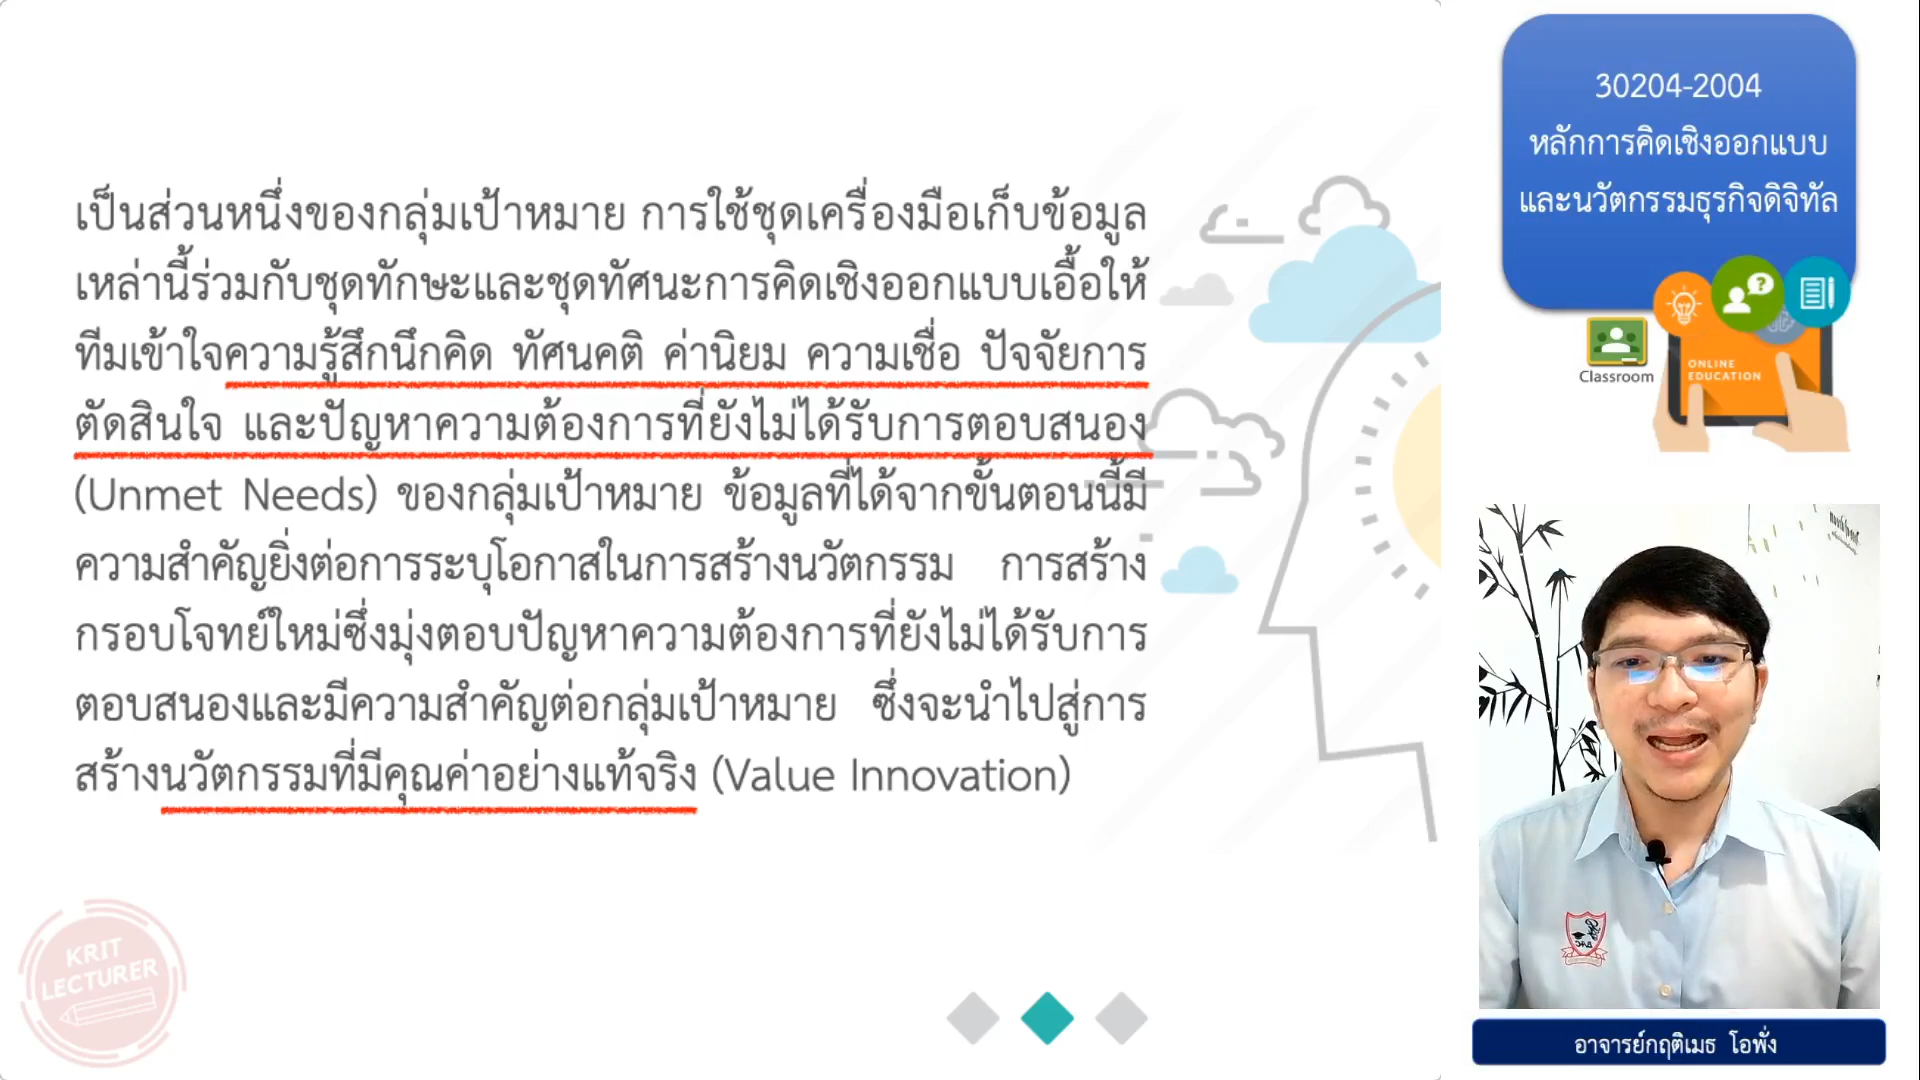 เป็นส่วนหนึ่งของกลุ่มเป้าหมาย การใช้ชุดเครื่องมือเก็บข้อมูล
เหล่านี้ร่วมกับชุดทักษะและชุดทัศนะการคิดเชิงออกแบบเอื้อให้
ทีมเข้าใจความรู้สึกนึกคิด ทัศนคติ ค่านิยม ความเชื่อ ปัจจัยการ
ตัดสินใจ และปัญหาความต้องการที่ยังไม่ได้รับการตอบสนอง
(Unmet Needs) ของกลุ่มเป้าหมาย ข้อมูลที่ได้จากขั้นตอนนี้มี
ความสำคัญยิ่งต่อการระบุโอกาสในการสร้างนวัตกรรม การสร้าง
กรอบโจทย์ใหม่ซึ่งมุ่งตอบปัญหาความต้องการที่ยังไม่ได้รับการ
ตอบสนองและมีความสำคัญต่อกลุ่มเป้าหมาย ซึ่งจะนำไปสู่การ
สร้างนวัตกรรมที่มีคุณค่าอย่างแท้จริง (Value Innovation)
KRIT
LECTURER
30204-2004
หลักการคิดเชิงออกแบบ
และนวัตกรรมธุรกิจดิจิทัล
Classroom
ONLINE
EDUCATION
อาจารย์กฤติเมธ โอพั่ง